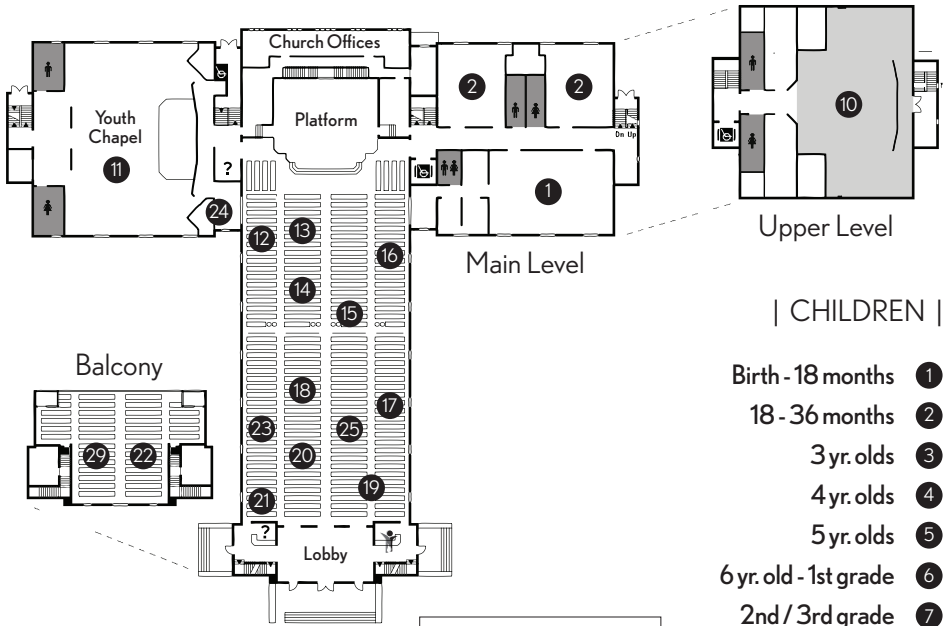 Church Offices
2
2
10
Youth
Chapel
11
Platform
Dn Up
?
1
24
13
12
16
Upper Level
Main Level
14
15
| CHILDREN |
Balcony
Birth - 18 months 1
18 - 36 months 2
3 yr. olds 3
4 yr. olds 4
5 yr. olds 5
6 yr. old - 1st grade 6
2nd / 3rd grade 7
18
17
23
25
29
22
20
19
21
?
Lobby